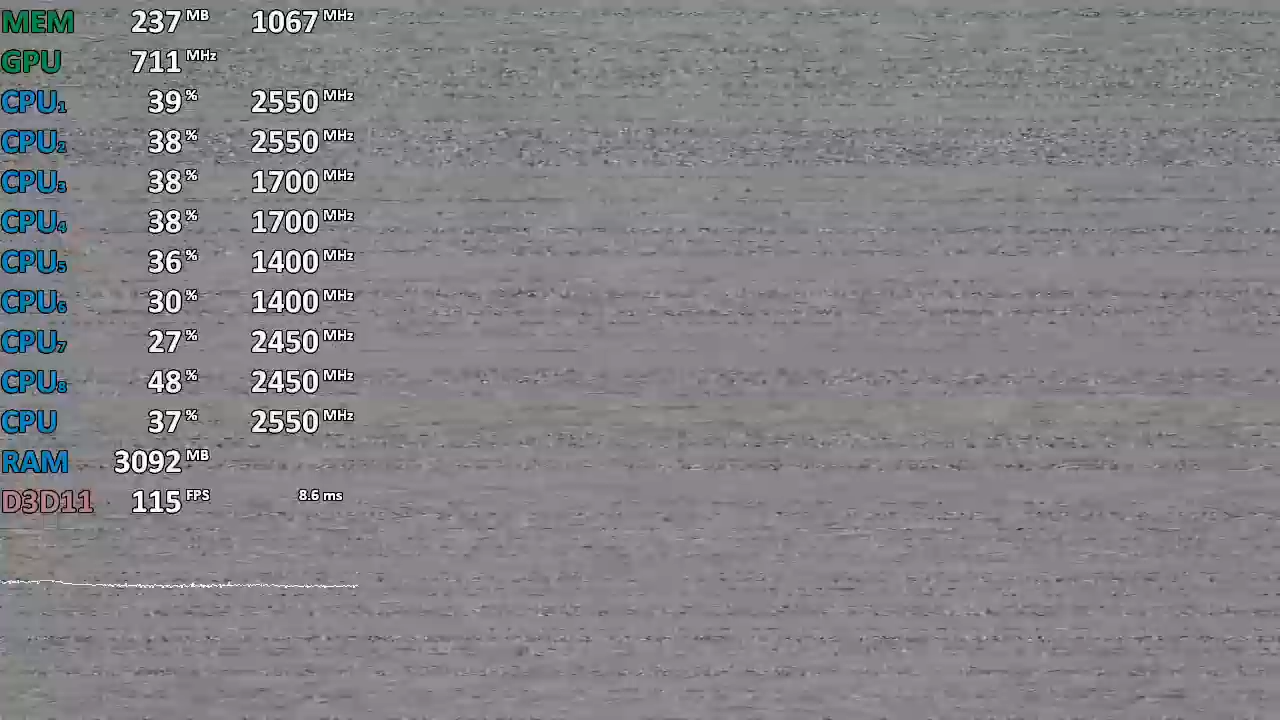 MEM 237 MB 1067 MHz
GPU 711 MHz
CPU1 39 % 2550 MHz
CPU2 38 % 2550 MHz
CPU3 38 % 1700 MHz
CPU4 38 % 1700 MHz
CPU5 36 % 1400 MHz
CPU6 30 % 1400 MHz
CPU7 27 % 2450 MHz
CPU8 48 % 2450 MHz
CPU 37 % 2550 MHz
RAM 3092 MB
D3D11 115 FPS 8.6 ms